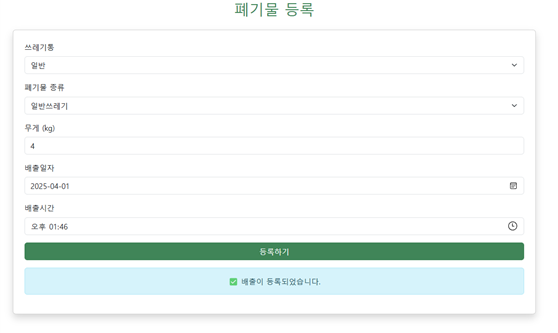 폐기물 등록
쓰레기통
일반
폐기물 종류
일반쓰레기
무게 (kg)
4
배출일자
2025-04-01
배출시간
오후 01:46
등록하기
✅ 배출이 등록되었습니다.